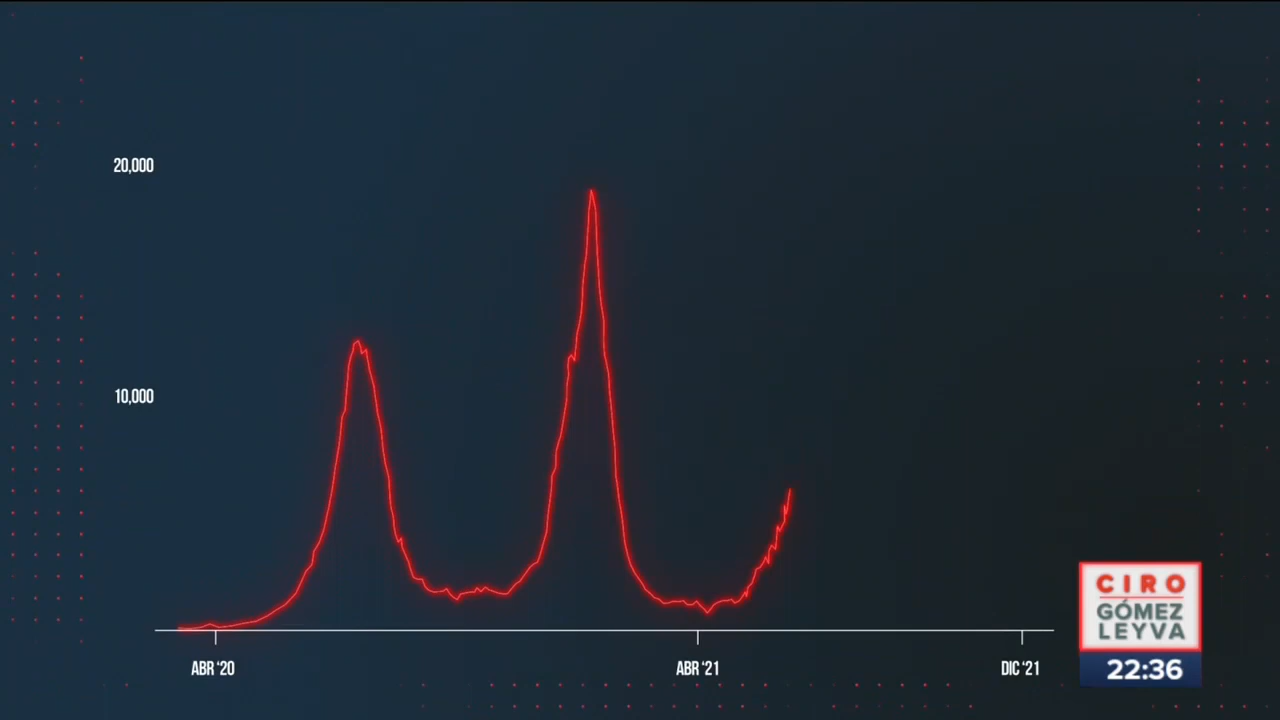 20,000
10,000
ABR ‘20
ABR ‘21
DIC ‘21
CIRO
GÓMEZ
LEYVA
22:36